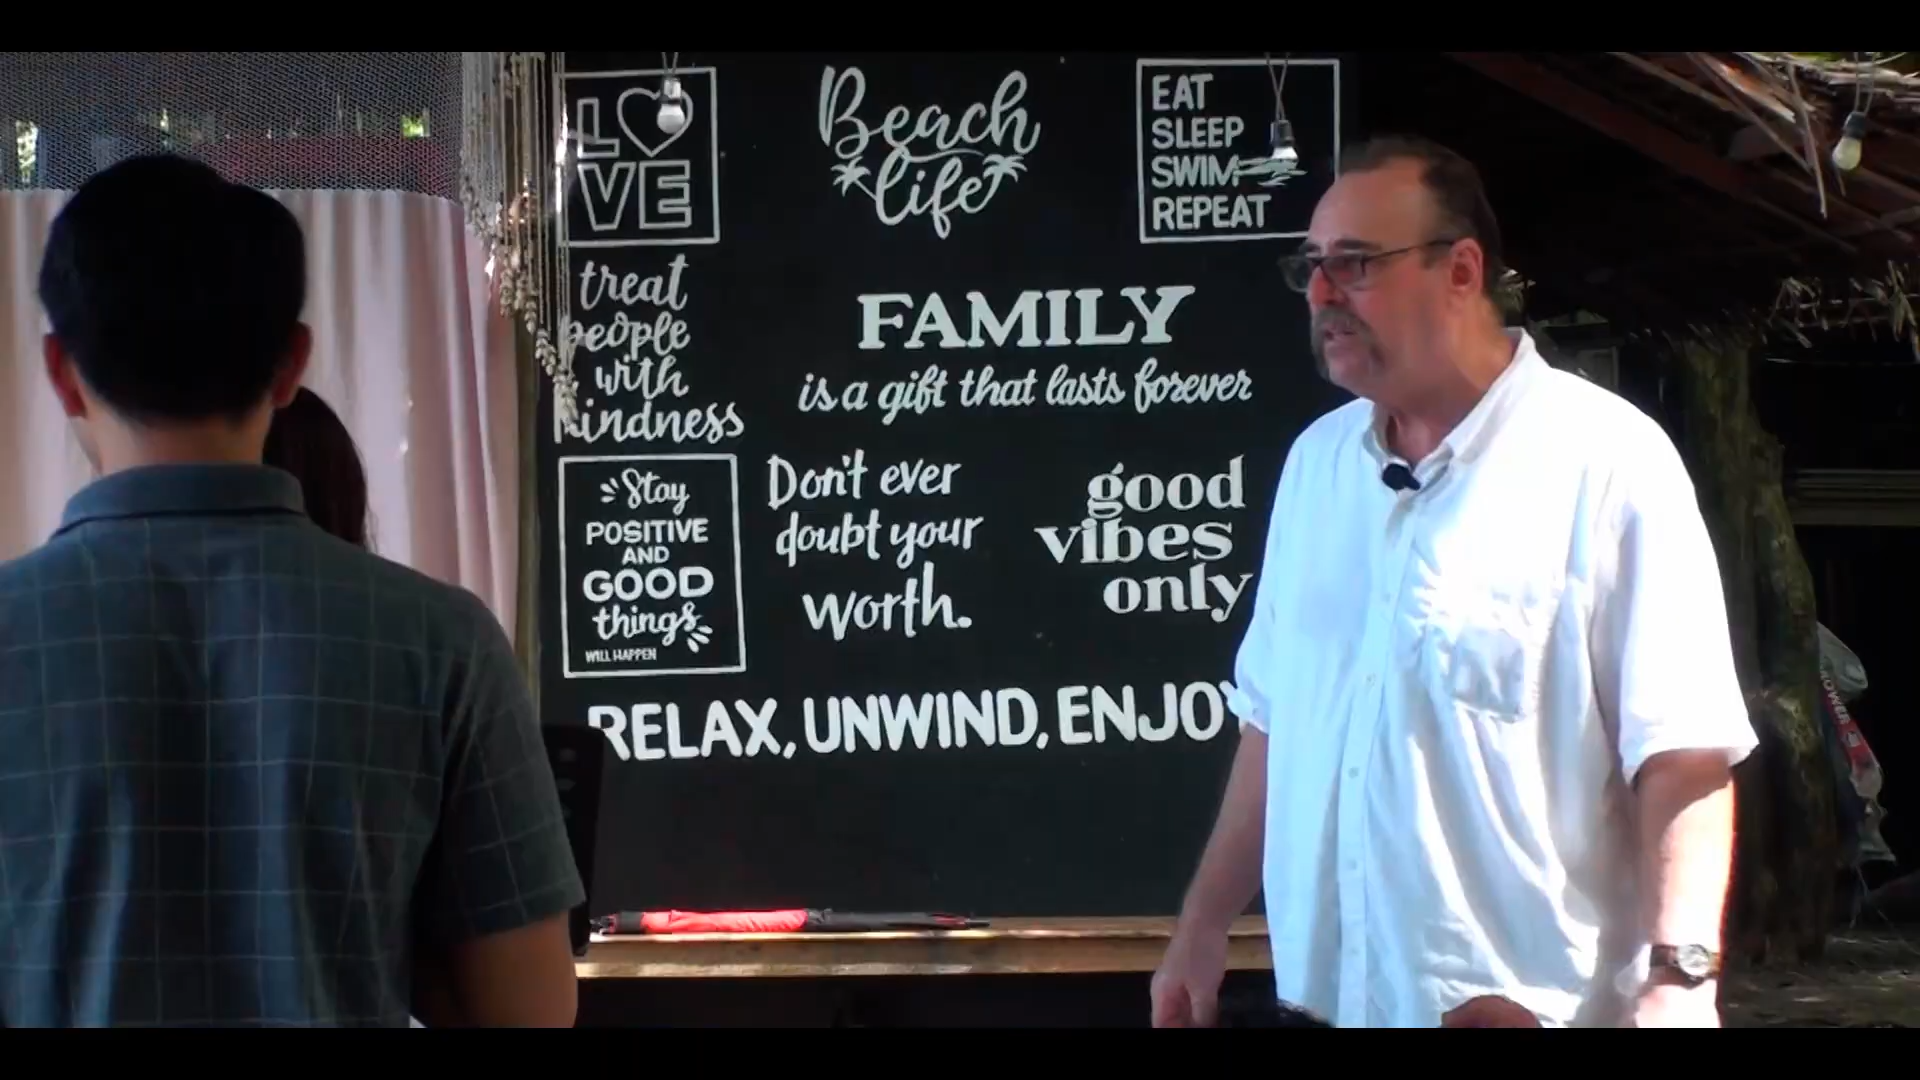 LOVE
Beach
life
EAT
SLEEP
SWIM
REPEAT
treat
people
with
kindness
FAMILY
is a gift that lasts forever
Stay
POSITIVE
AND
GOOD
things
WILL HAPPEN
Don't ever
doubt your
worth.
good
vibes
only
RELAX, UNWIND, ENJOY